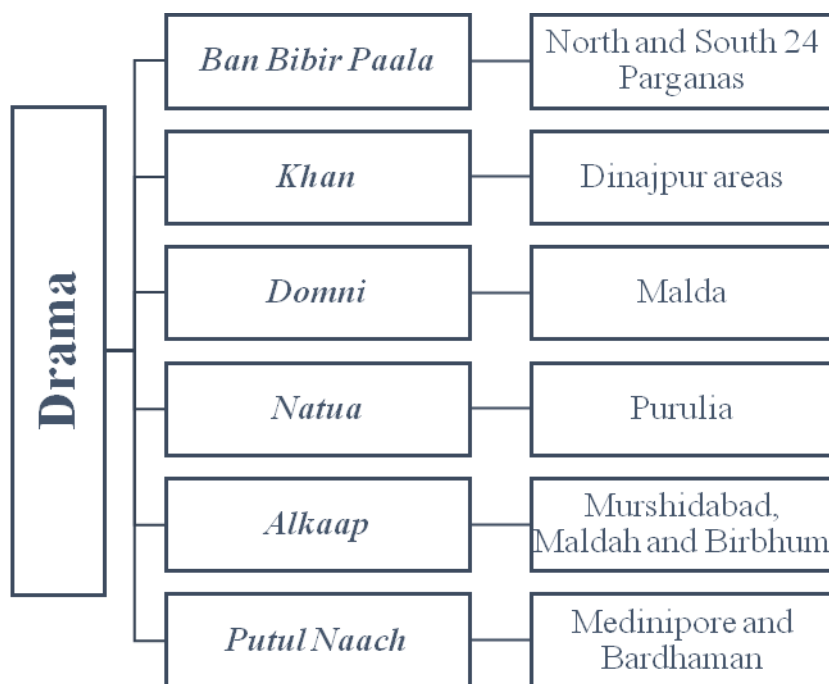 Drama
Ban Bibir Paala
North and South 24
Parganas
Khan
Dinajpur areas
Domni
Malda
Natua
Purulia
Alkaap
Murshidabad,
Maldah and Birbhum
Putul Naach
Medinipore and
Bardhaman